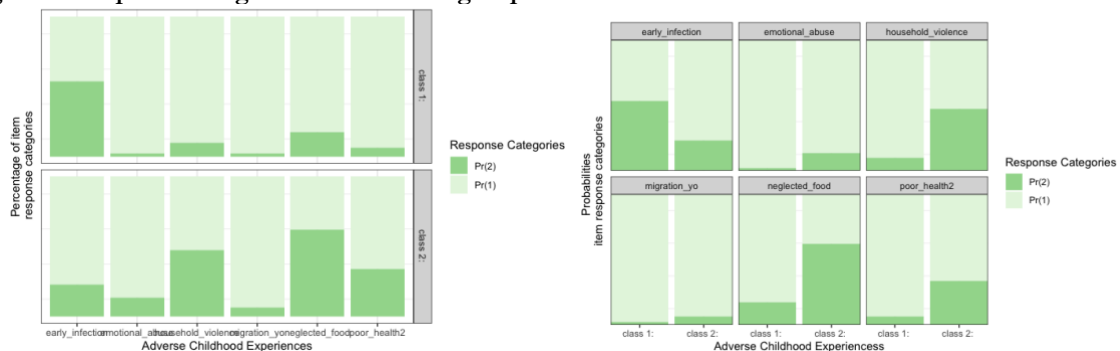 class 1:
class 2:
Percentage of item
response categories
early_infection emotional_abuse household_violence migration_yo neglected_food poor_health2
Adverse Childhood Experiences
Response Categories
Pr(2)
Pr(1)
early_infection emotional_abuse household_violence
migration_yo neglected_food poor_health2
Probabilities
item response categories
class 1: class 2: class 1: class 2: class 1: class 2:
Adverse Childhood Experiencess
Response Categories
Pr(2)
Pr(1)